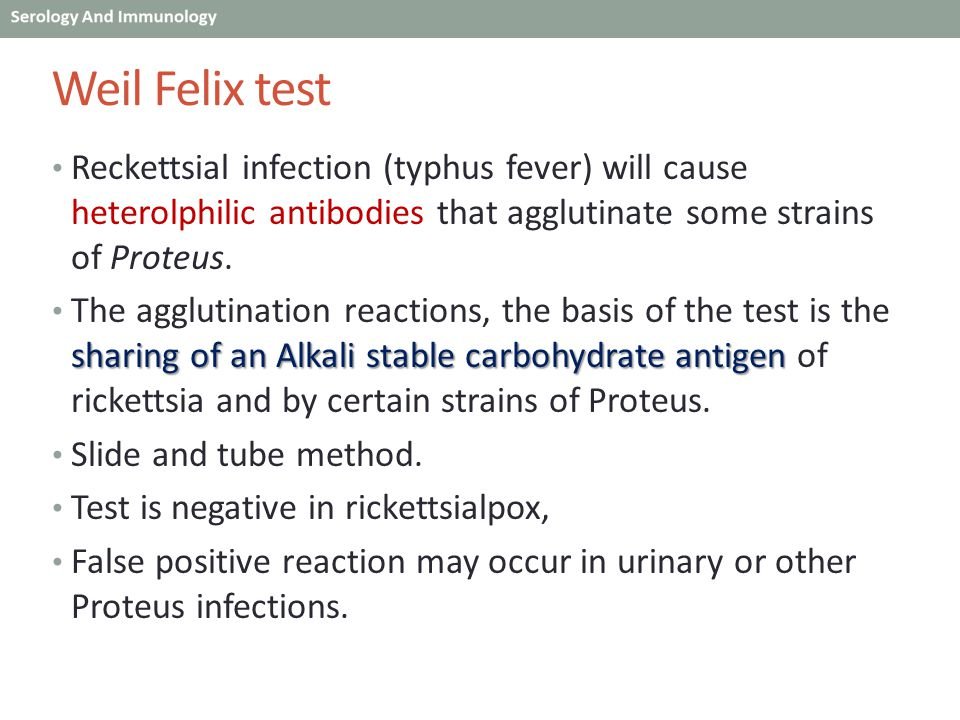 Serology And Immunology
Weil Felix test
• Reckettsial infection (typhus fever) will cause
heterolphilic antibodies that agglutinate some strains
of Proteus.
• The agglutination reactions, the basis of the test is the
sharing of an Alkali stable carbohydrate antigen of
rickettsia and by certain strains of Proteus.
• Slide and tube method.
• Test is negative in rickettsialpox,
• False positive reaction may occur in urinary or other
Proteus infections.